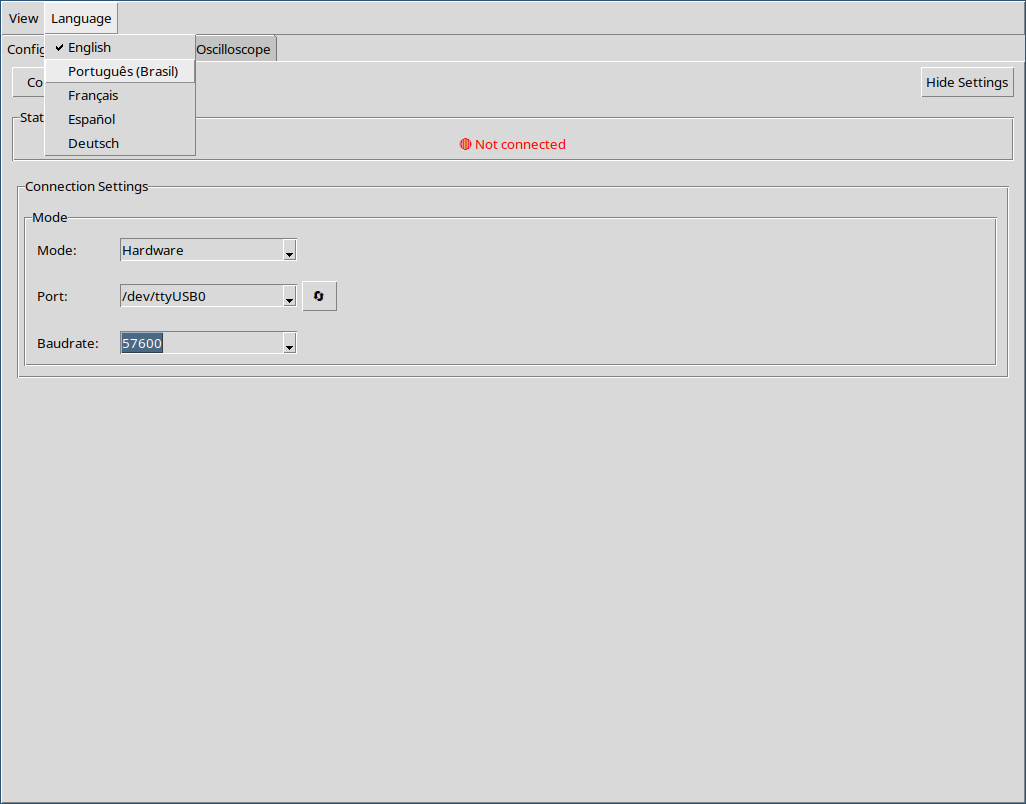 View Language
Config Oscilloscope
✓ English
Português (Brasil)
Français
Español
Deutsch
Co Hide Settings
Stat
Not connected
Connection Settings
Mode
Mode: Hardware
Port: /dev/ttyUSB0
Baudrate: 57600